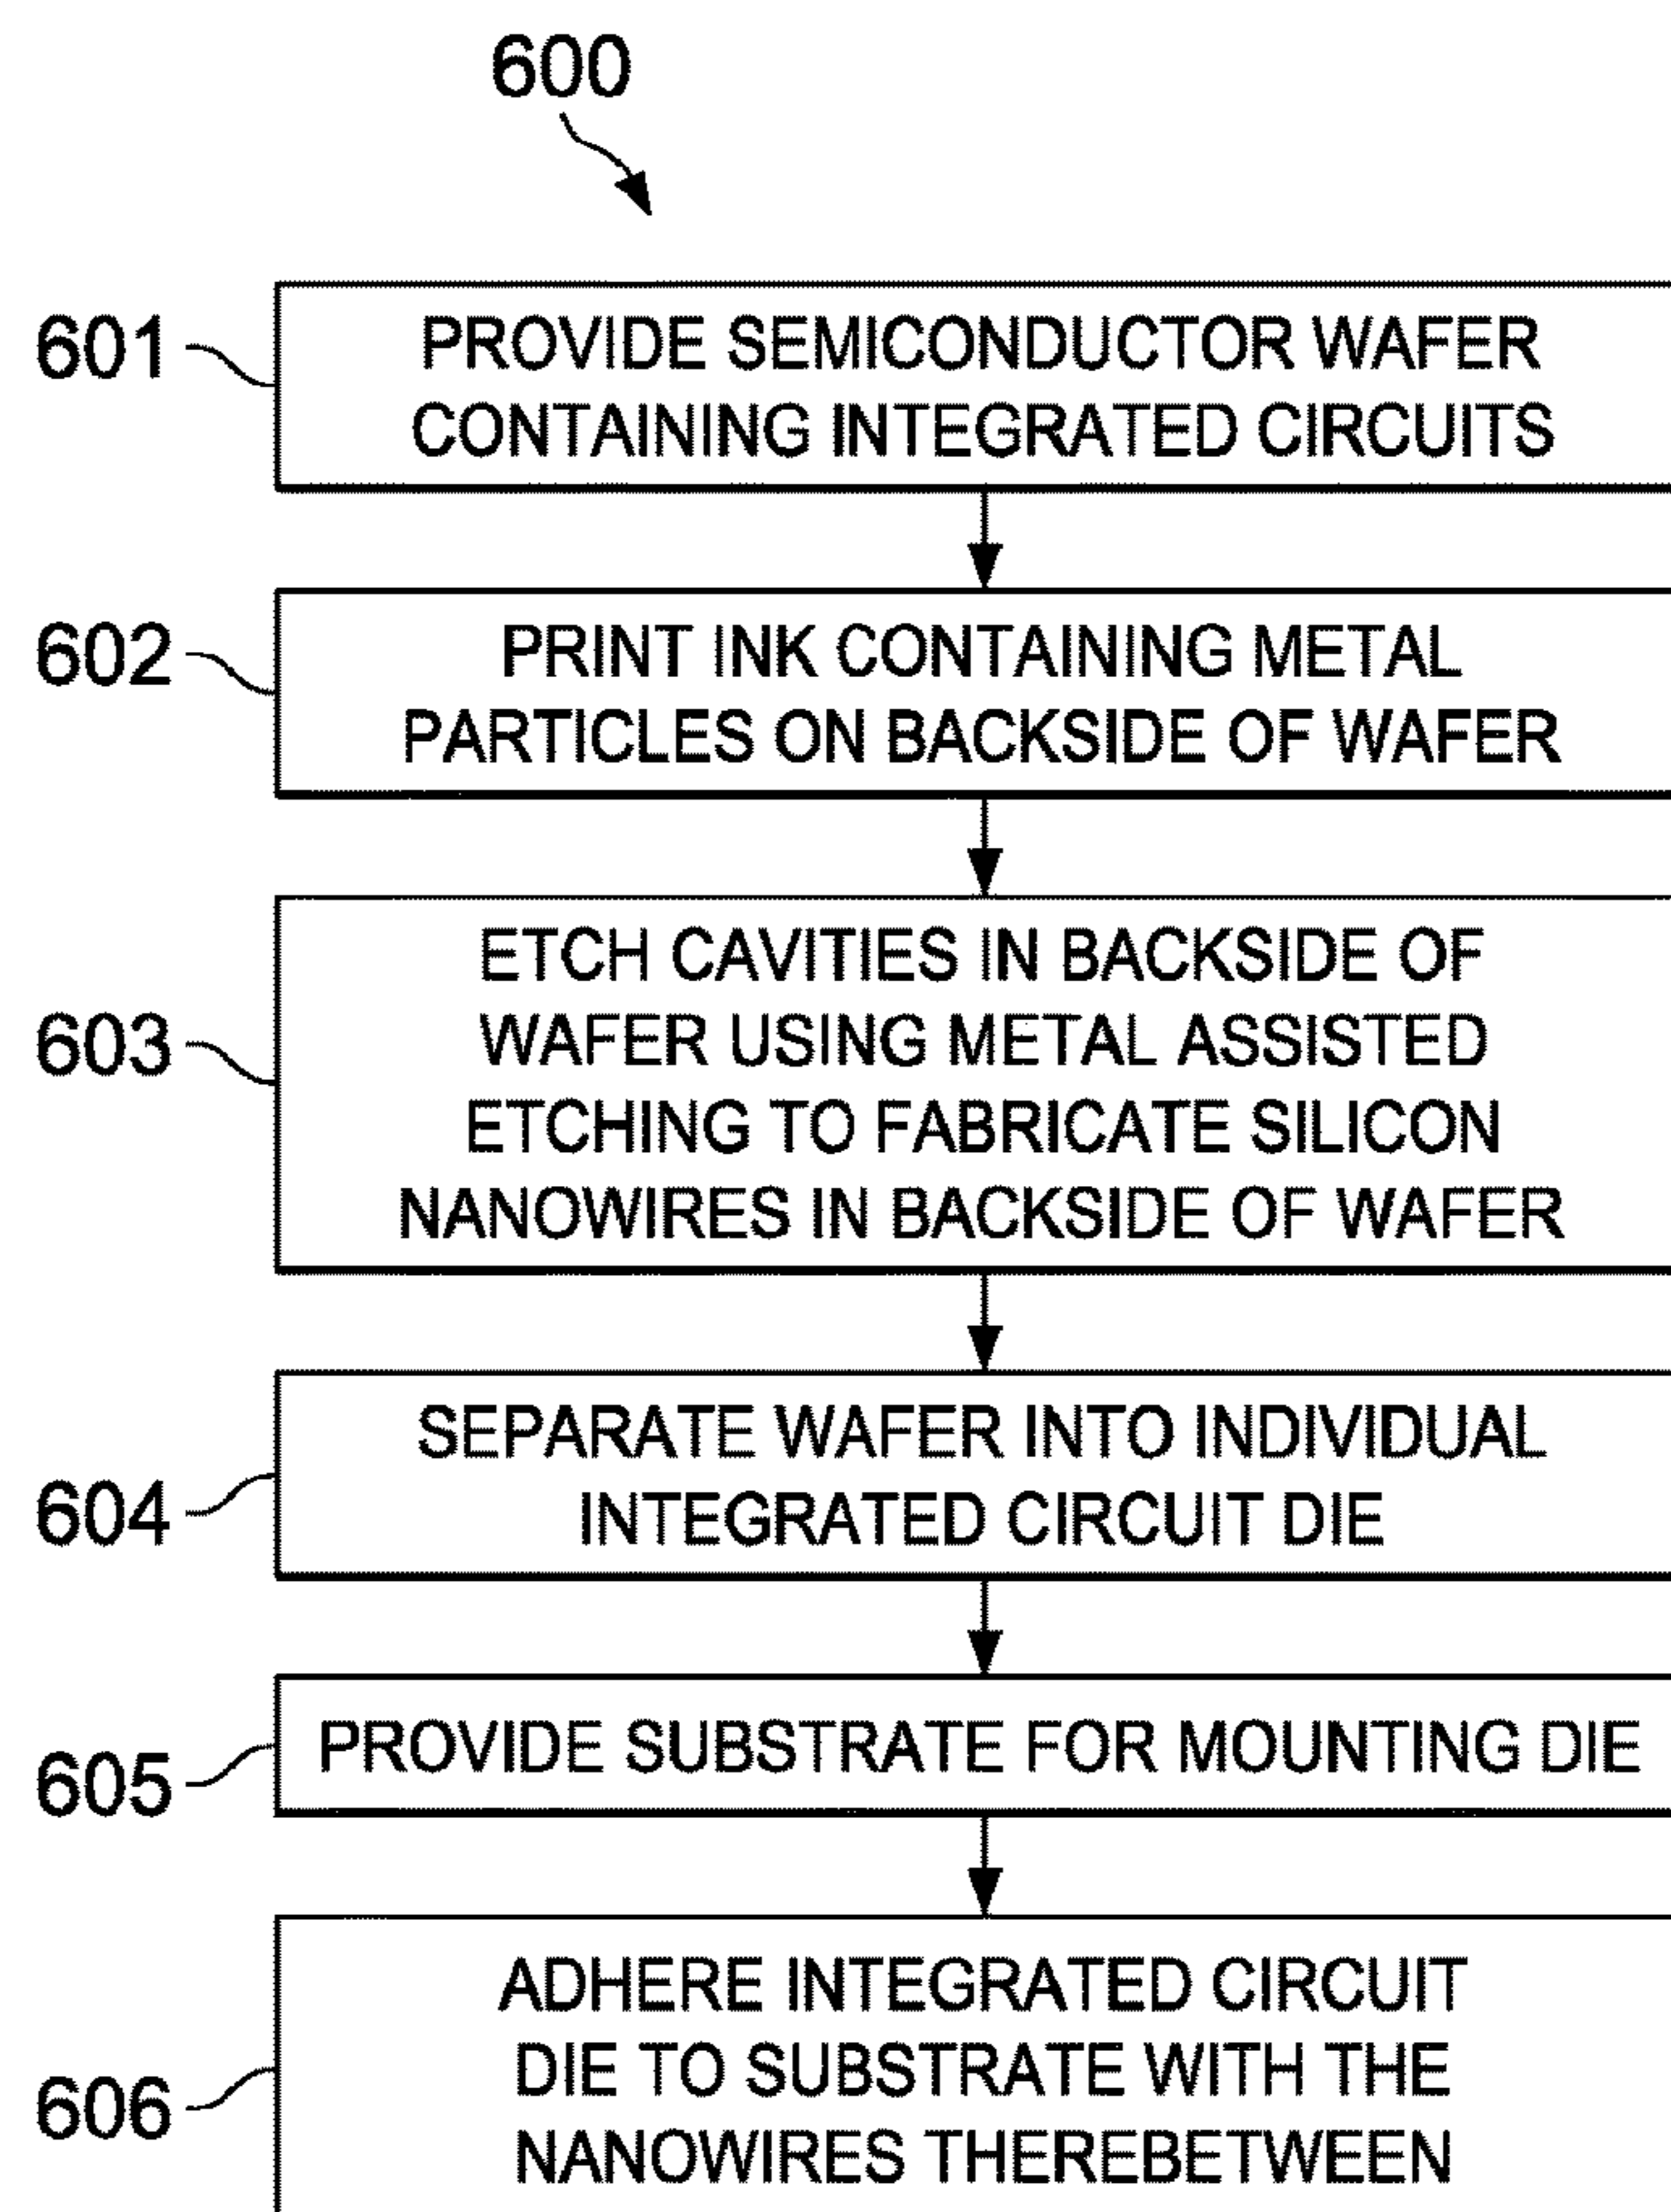 600
601
PROVIDE SEMICONDUCTOR WAFER
CONTAINING INTEGRATED CIRCUITS
602
PRINT INK CONTAINING METAL
PARTICLES ON BACKSIDE OF WAFER
603
ETCH CAVITIES IN BACKSIDE OF
WAFER USING METAL ASSISTED
ETCHING TO FABRICATE SILICON
NANOWIRES IN BACKSIDE OF WAFER
604
SEPARATE WAFER INTO INDIVIDUAL
INTEGRATED CIRCUIT DIE
605
PROVIDE SUBSTRATE FOR MOUNTING DIE
606
ADHERE INTEGRATED CIRCUIT
DIE TO SUBSTRATE WITH THE
NANOWIRES THEREBETWEEN